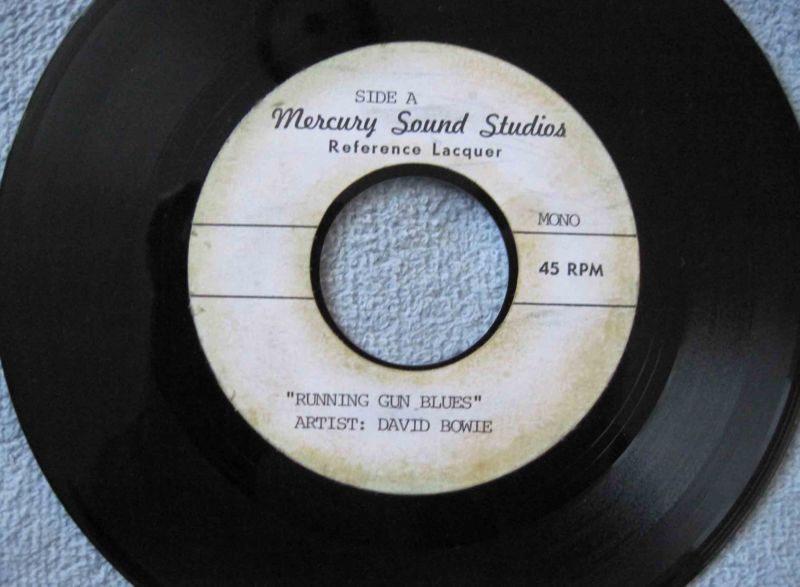 SIDE A
Mercury Sound Studios
Reference Lacquer
MONO
45 RPM
"RUNNING GUN BLUES"
ARTIST: DAVID BOWIE